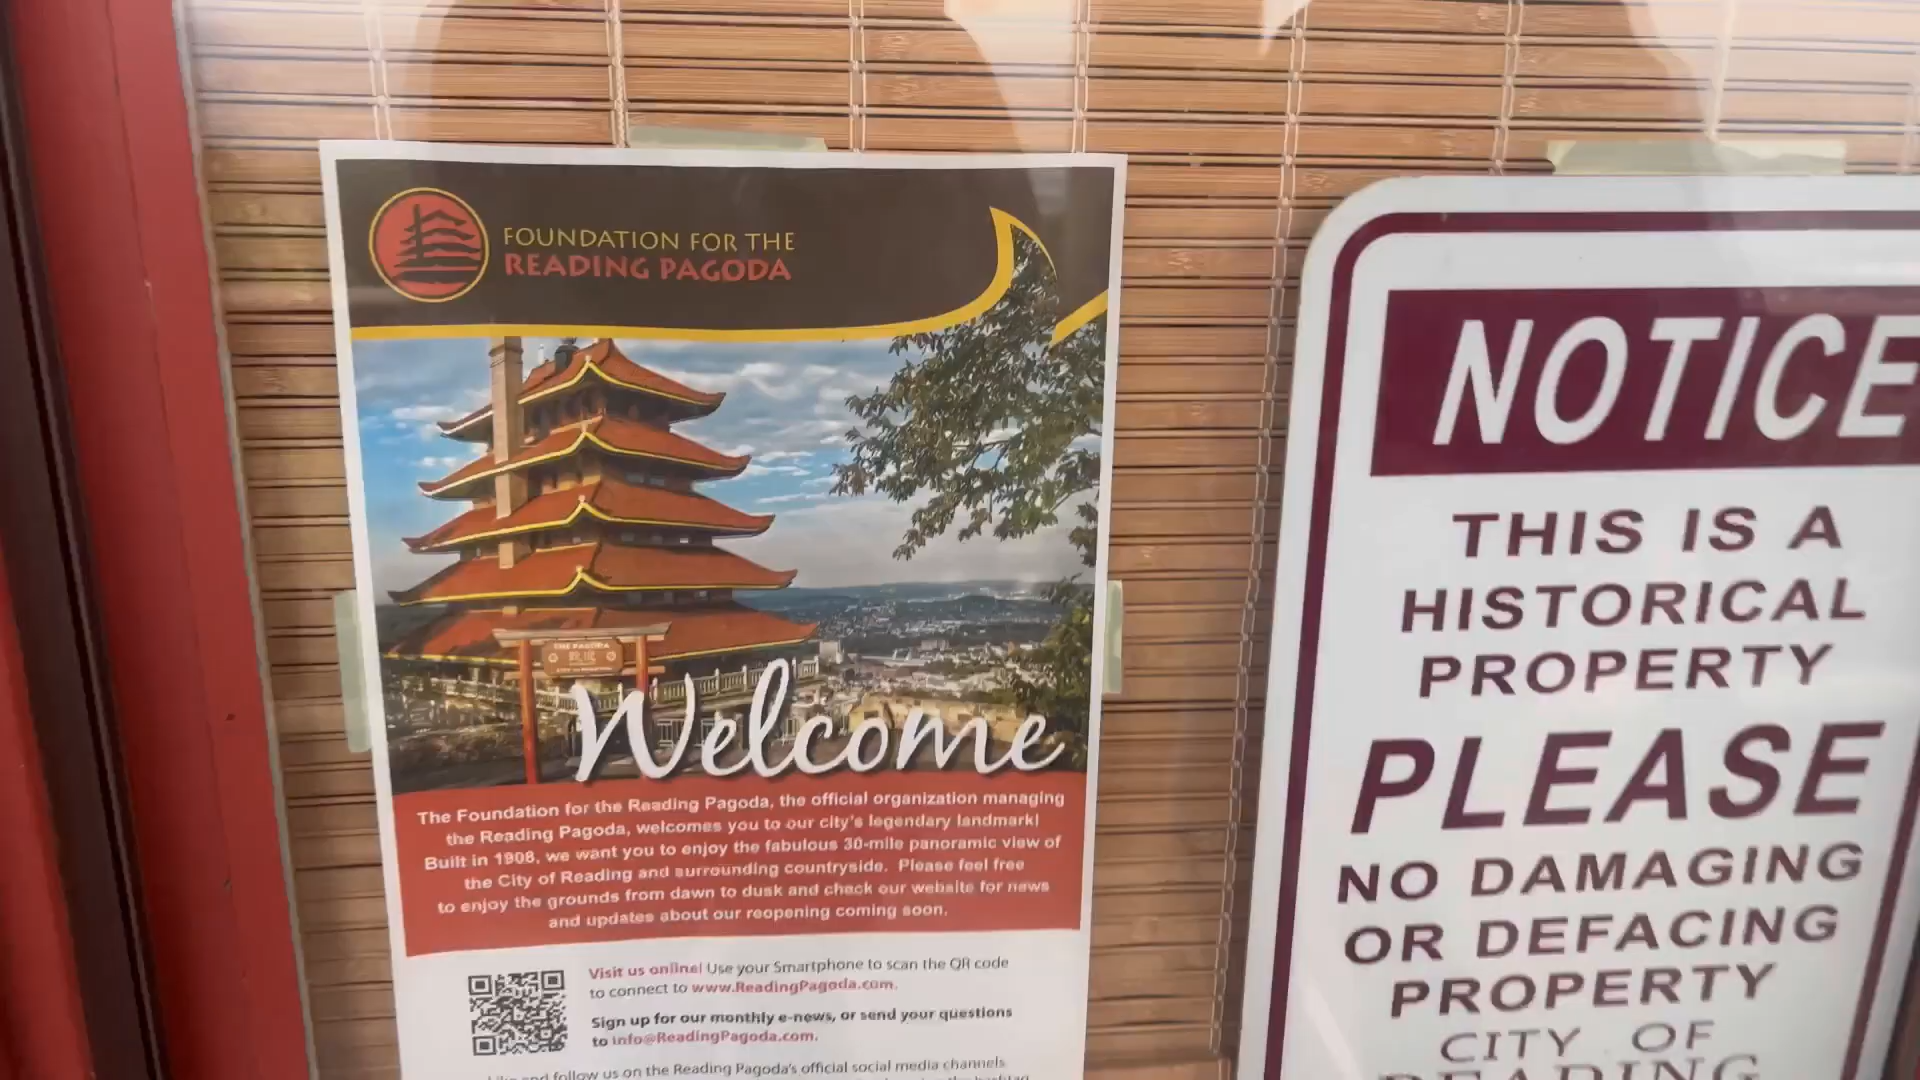 FOUNDATION FOR THE
READING PAGODA
THE PAGODA
Welcome
The Foundation for the Reading Pagoda, the official organization managing
the Reading Pagoda, welcomes you to our city's legendary landmark!
Built in 1908, we want you to enjoy the fabulous 30-mile panoramic view of
the City of Reading and surrounding countryside. Please feel free
to enjoy the grounds from dawn to dusk and check our website for news
and updates about our reopening coming soon.
Visit us online! Use your Smartphone to scan the QR code
to connect to www.ReadingPagoda.com.
Sign up for our monthly e-news, or send your questions
to info@ReadingPagoda.com.
and follow us on the Reading Pagoda's official social media channels
NOTICE
THIS IS A
HISTORICAL
PROPERTY
PLEASE
NO DAMAGING
OR DEFACING
PROPERTY
CITY OF
READING